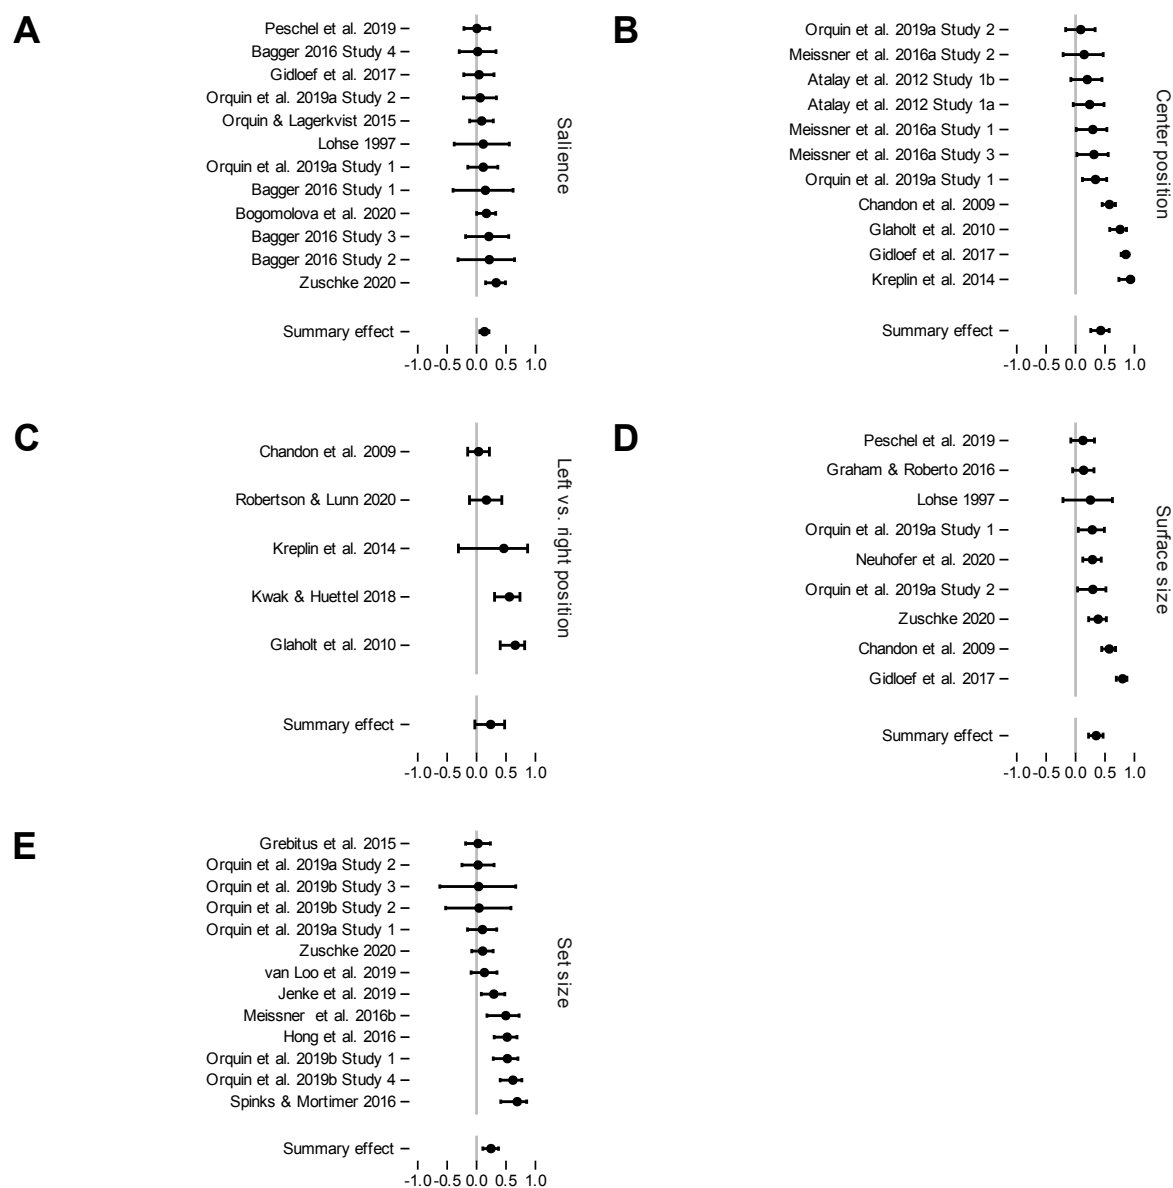 A
Peschel et al. 2019
Bagger 2016 Study 4
Gidloef et al. 2017
Orquin et al. 2019a Study 2
Orquin & Lagerkvist 2015
Lohse 1997
Orquin et al. 2019a Study 1
Bagger 2016 Study 1
Bogomolova et al. 2020
Bagger 2016 Study 3
Bagger 2016 Study 2
Zuschke 2020
Summary effect
-1.0 -0.5 0.0 0.5 1.0
Salience
B
Orquin et al. 2019a Study 2
Meissner et al. 2016a Study 2
Atalay et al. 2012 Study 1b
Atalay et al. 2012 Study 1a
Meissner et al. 2016a Study 1
Meissner et al. 2016a Study 3
Orquin et al. 2019a Study 1
Chandon et al. 2009
Glaholt et al. 2010
Gidloef et al. 2017
Kreplin et al. 2014
Summary effect
-1.0 -0.5 0.0 0.5 1.0
Center position
C
Chandon et al. 2009
Robertson & Lunn 2020
Kreplin et al. 2014
Kwak & Huettel 2018
Glaholt et al. 2010
Summary effect
-1.0 -0.5 0.0 0.5 1.0
Left vs. right position
D
Peschel et al. 2019
Graham & Roberto 2016
Lohse 1997
Orquin et al. 2019a Study 1
Neuhofer et al. 2020
Orquin et al. 2019a Study 2
Zuschke 2020
Chandon et al. 2009
Gidloef et al. 2017
Summary effect
-1.0 -0.5 0.0 0.5 1.0
Surface size
E
Grebitus et al. 2015
Orquin et al. 2019a Study 2
Orquin et al. 2019b Study 3
Orquin et al. 2019b Study 2
Orquin et al. 2019a Study 1
Zuschke 2020
van Loo et al. 2019
Jenke et al. 2019
Meissner et al. 2016b
Hong et al. 2016
Orquin et al. 2019b Study 1
Orquin et al. 2019b Study 4
Spinks & Mortimer 2016
Summary effect
-1.0 -0.5 0.0 0.5 1.0
Set size